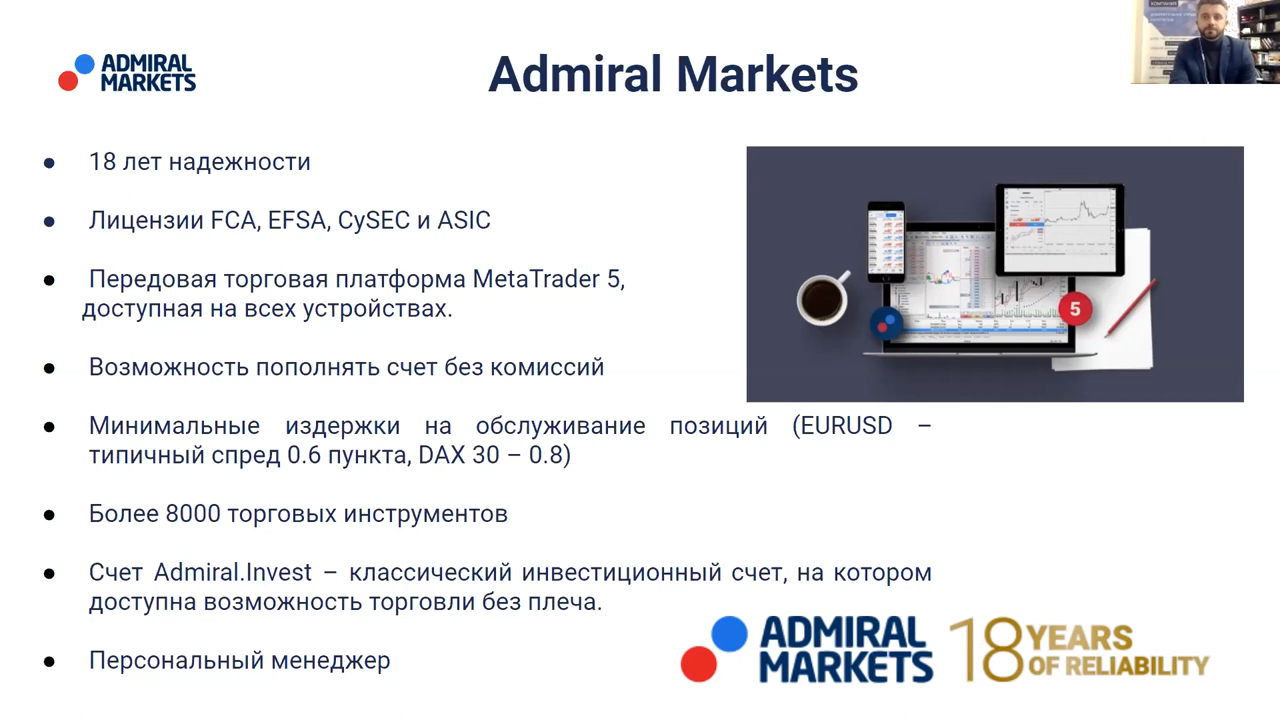 ADMIRAL
MARKETS
Admiral Markets
КОМПАНИЯ
● 18 лет надежности
● Лицензии FCA, EFSA, CySEC и ASIC
● Передовая торговая платформа MetaTrader 5,
доступная на всех устройствах.
5
● Возможность пополнять счет без комиссий
● Минимальные издержки на обслуживание позиций (EURUSD –
типичный спред 0.6 пункта, DAX 30 – 0.8)
● Более 8000 торговых инструментов
● Счет Admiral.Invest – классический инвестиционный счет, на котором
доступна возможность торговли без плеча.
● Персональный менеджер
ADMIRAL
MARKETS
18 YEARS
OF RELIABILITY